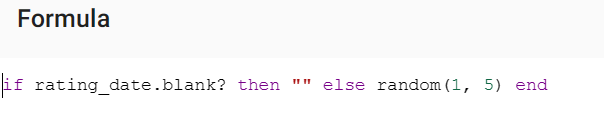 Formula
if rating_date.blank? then "" else random(1, 5) end